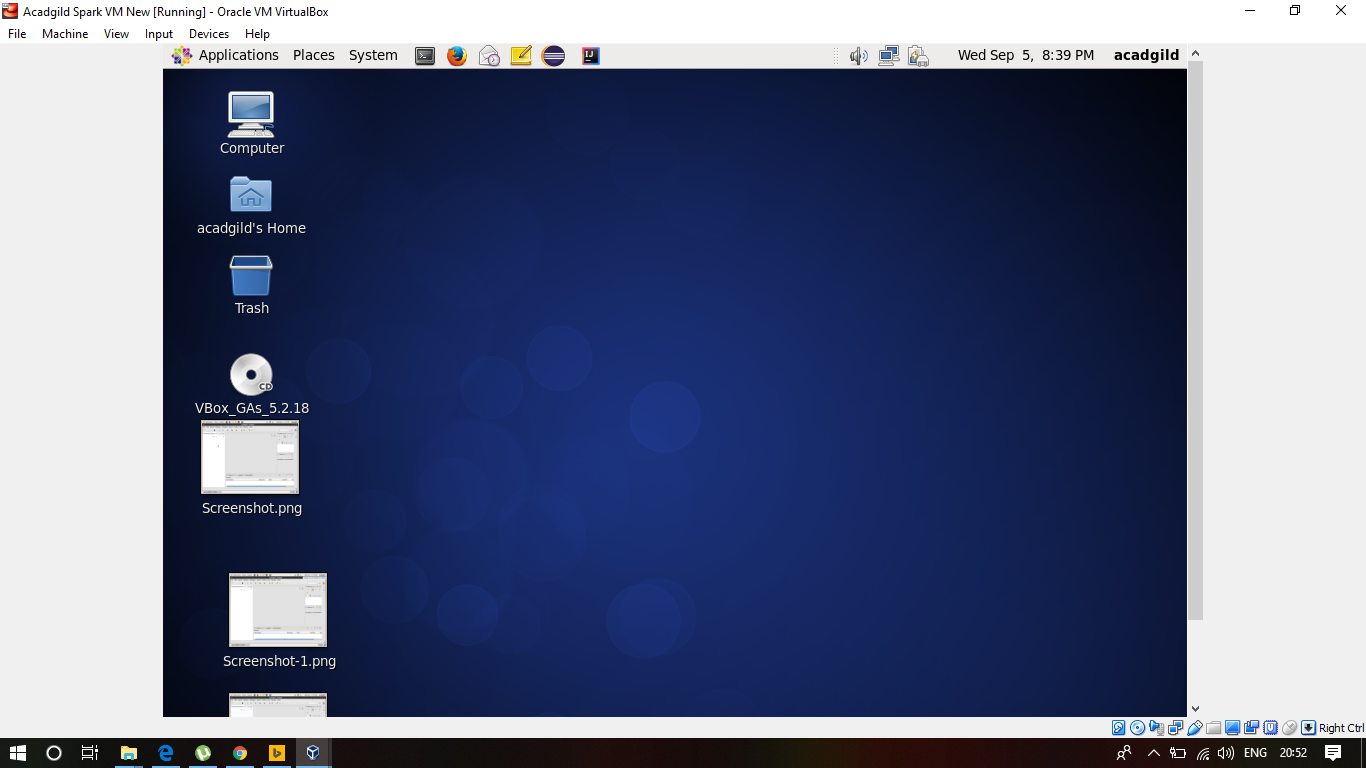 Acadgild Spark VM New [Running] - Oracle VM VirtualBox
File Machine View Input Devices Help
Applications Places System Wed Sep 5, 8:39 PM acadgild
Computer
acadgild's Home
Trash
CD
VBox_GAs_5.2.18
Screenshot.png
Screenshot-1.png
Right Ctrl
ENG 20:52